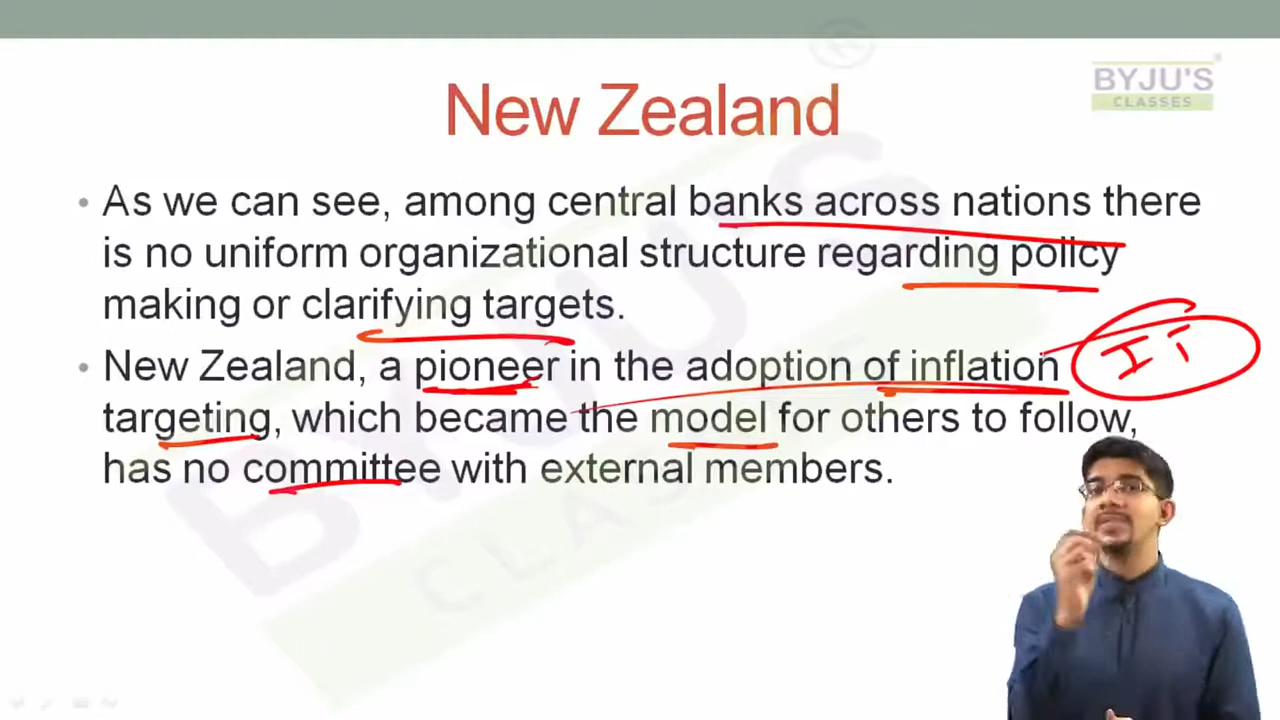 BYJU'S
CLASSES
New Zealand
• As we can see, among central banks across nations there
is no uniform organizational structure regarding policy
making or clarifying targets.
• New Zealand, a pioneer in the adoption of inflation
targeting, which became the model for others to follow,
has no committee with external members.
BYJU'S
CLASSES